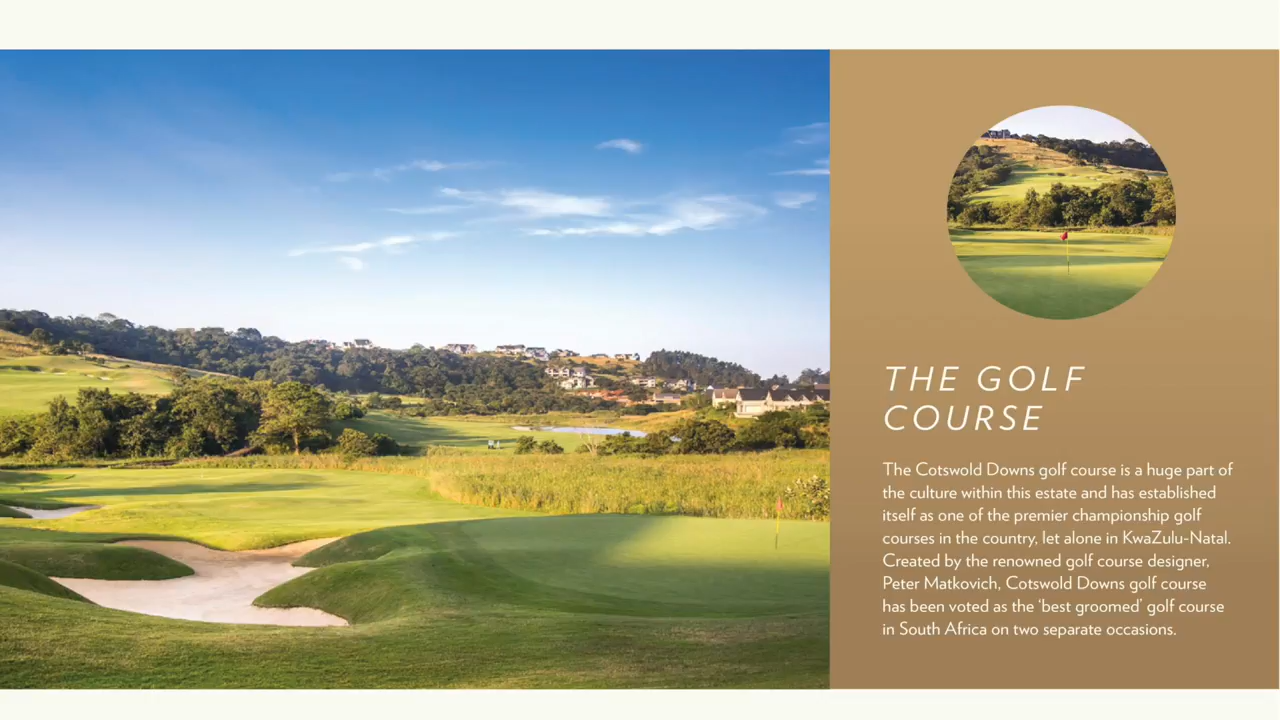 THE GOLF
COURSE
The Cotswold Downs golf course is a huge part of
the culture within this estate and has established
itself as one of the premier championship golf
courses in the country, let alone in KwaZulu-Natal.
Created by the renowned golf course designer,
Peter Matkovich, Cotswold Downs golf course
has been voted as the ‘best groomed’ golf course
in South Africa on two separate occasions.